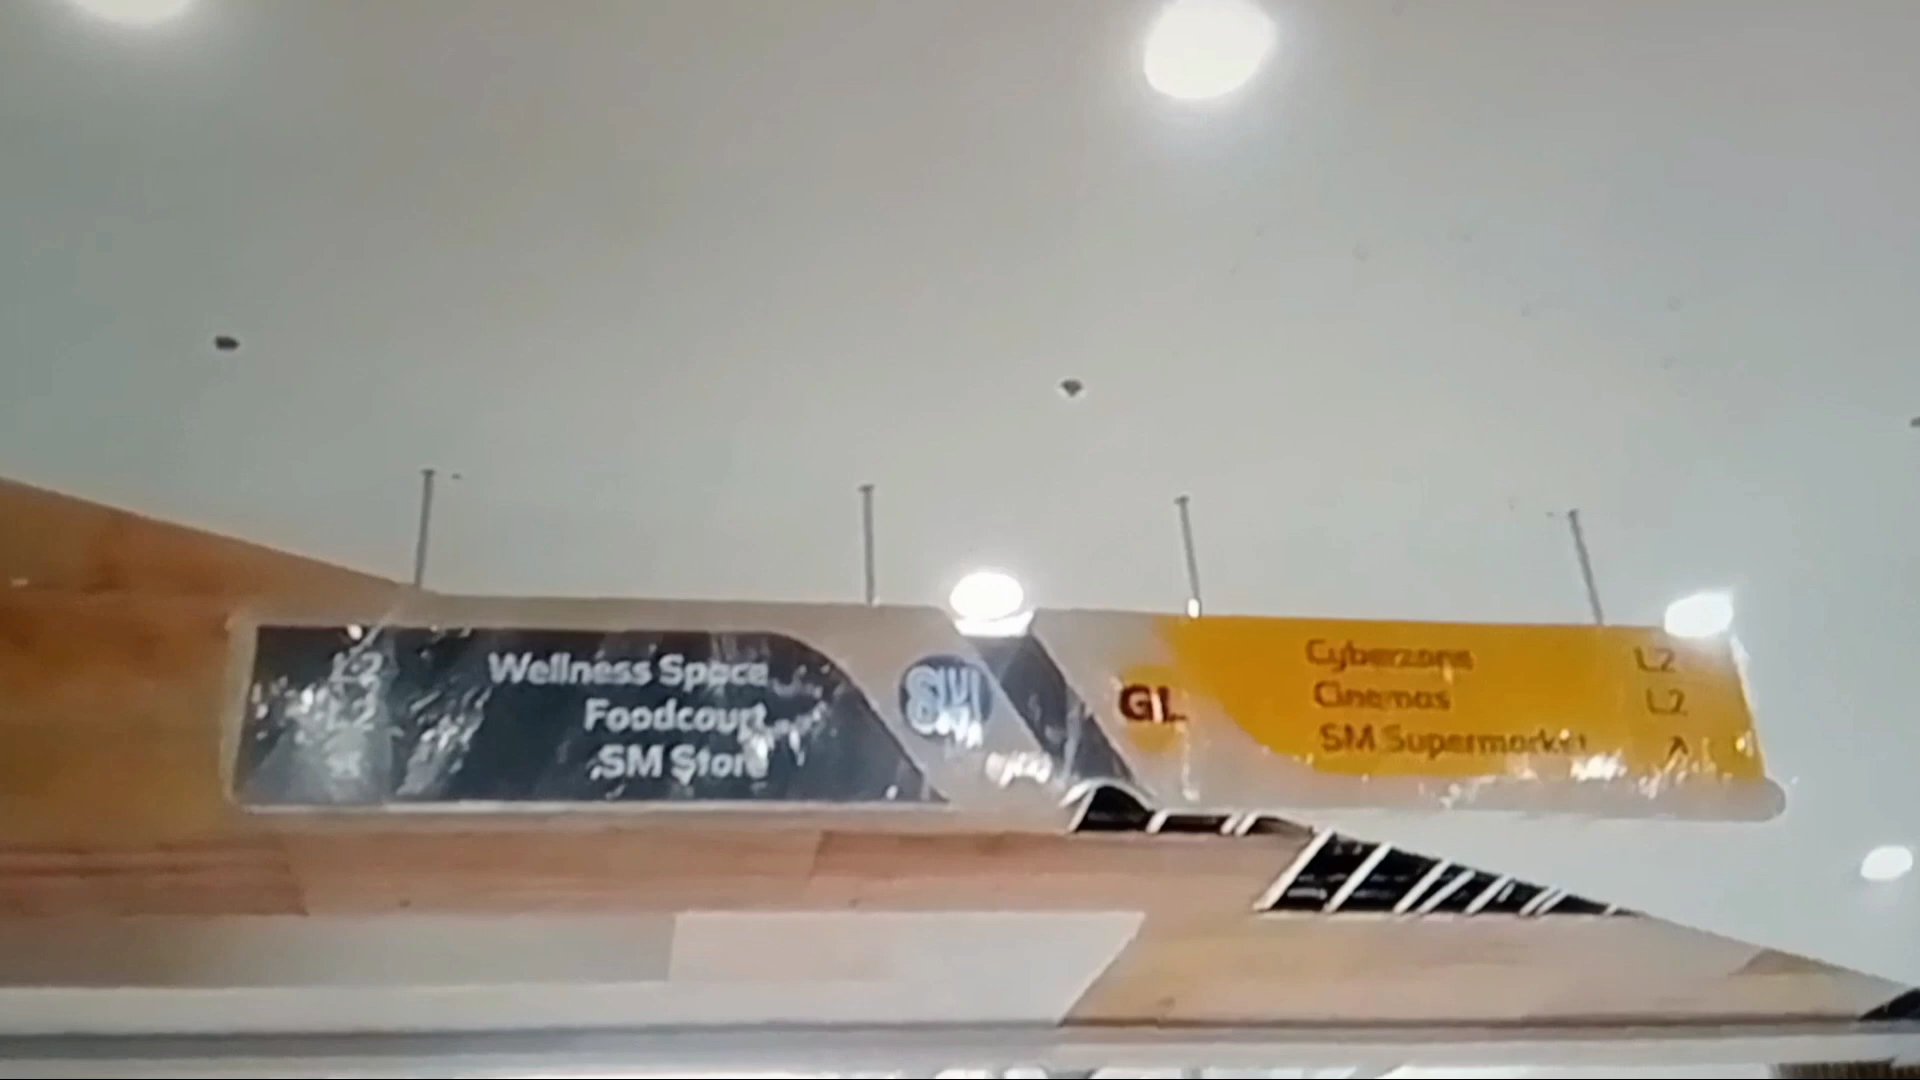 L2 Wellness Space
L2 Foodcourt
SM Store
SM
GL
Cyberzone L2
Cinemas L2
SM Supermarket